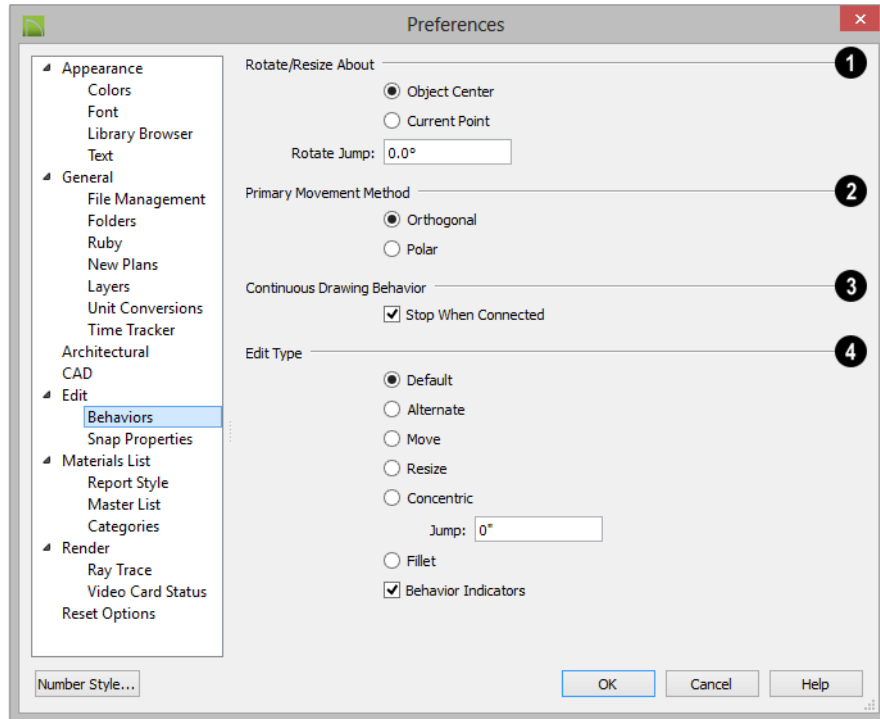 Preferences
Appearance
Colors
Font
Library Browser
Text
General
File Management
Folders
Ruby
New Plans
Layers
Unit Conversions
Time Tracker
Architectural
CAD
Edit
Behaviors
Snap Properties
Materials List
Report Style
Master List
Categories
Render
Ray Trace
Video Card Status
Reset Options
Rotate/Resize About 1
Object Center
Current Point
Rotate Jump: 0.0°
Primary Movement Method 2
Orthogonal
Polar
Continuous Drawing Behavior 3
Stop When Connected
Edit Type 4
Default
Alternate
Move
Resize
Concentric
Jump: 0"
Fillet
Behavior Indicators
Number Style... OK Cancel Help